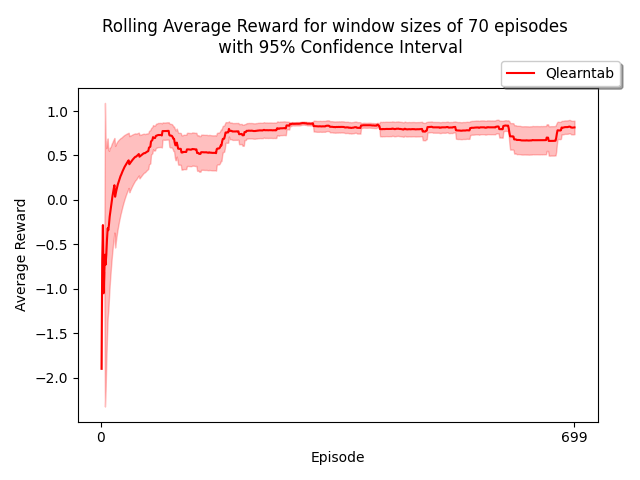 Rolling Average Reward for window sizes of 70 episodes
with 95% Confidence Interval
Qlearntab
1.0
0.5
0.0
−0.5
−1.0
−1.5
−2.0
Average Reward
0
699
Episode